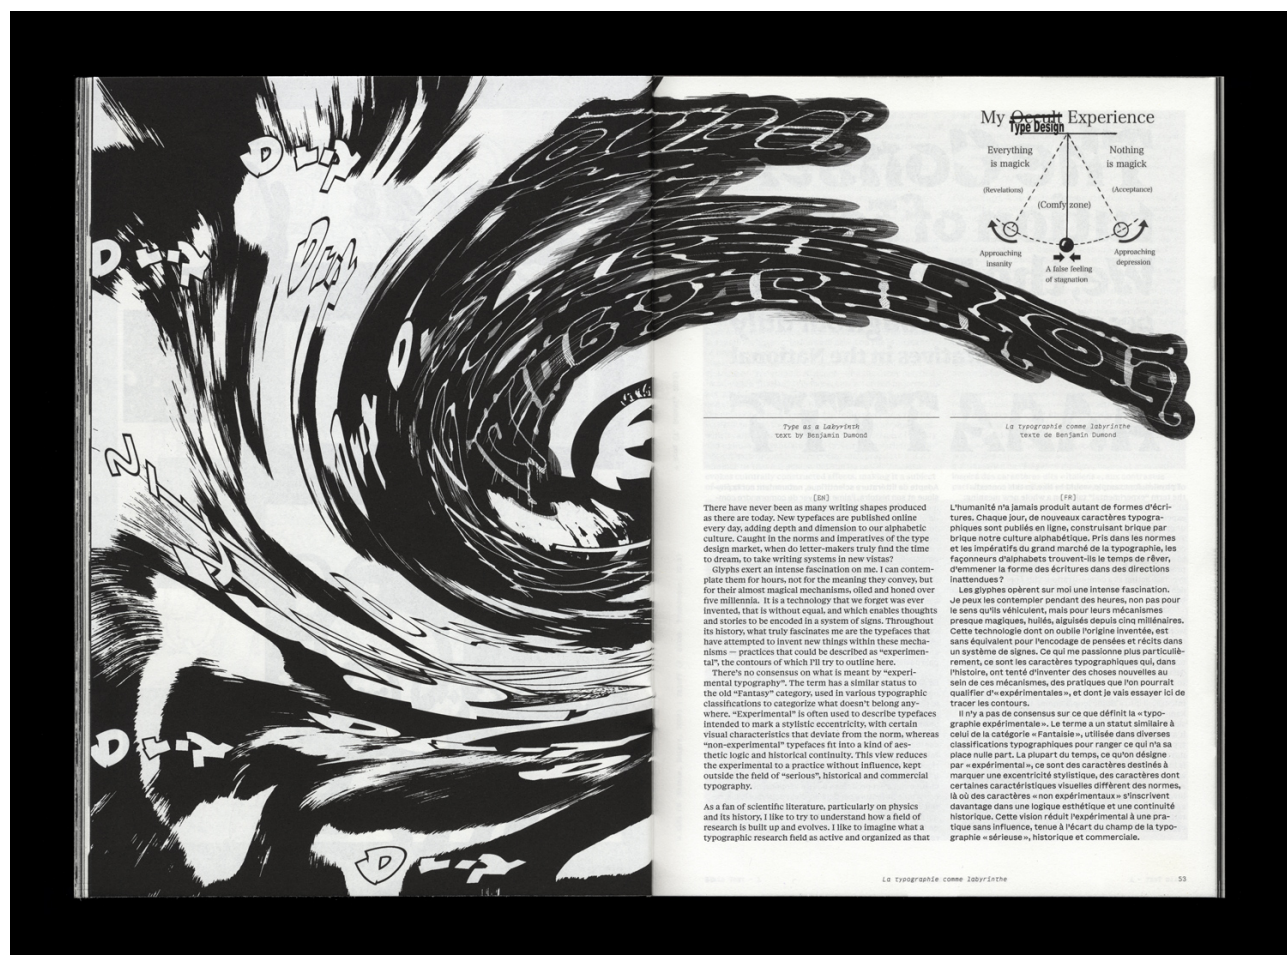 My Occult Experience
Type Design
Everything
is magick
Nothing
is magick
(Revelations)
(Acceptance)
(Comfy zone)
Approaching
insanity
Approaching
depression
A false feeling
of stagnation
Type as a Labyrinth
text by Benjamin Dumond
La typographie comme labyrinthe
texte de Benjamin Dumond
[EN]
There have never been as many writing shapes produced
as there are today. New typefaces are published online
every day, adding depth and dimension to our alphabetic
culture. Caught in the norms and imperatives of the type
design market, when do letter-makers truly find the time
to dream, to take writing systems in new vistas?
Glyphs exert an intense fascination on me. I can contem-
plate them for hours, not for the meaning they convey, but
for their almost magical mechanisms, oiled and honed over
five millennia. It is a technology that we forget was ever
invented, that is without equal, and which enables thoughts
and stories to be encoded in a system of signs. Throughout
its history, what truly fascinates me are the typefaces that
have attempted to invent new things within these mecha-
nisms — practices that could be described as “experimen-
tal”, the contours of which I’ll try to outline here.
There’s no consensus on what is meant by “experi-
mental typography”. The term has a similar status to
the old “Fantasy” category, used in various typographic
classifications to categorize what doesn’t belong any-
where. “Experimental” is often used to describe typefaces
intended to mark a stylistic eccentricity, with certain
visual characteristics that deviate from the norm, whereas
“non-experimental” typefaces fit into a kind of aes-
thetic logic and historical continuity. This view reduces
the experimental to a practice without influence, kept
outside the field of “serious”, historical and commercial
typography.
As a fan of scientific literature, particularly on physics
and its history, I like to try to understand how a field of
research is built up and evolves. I like to imagine what a
typographic research field as active and organized as that
[FR]
L’humanité n’a jamais produit autant de formes d’écri-
tures. Chaque jour, de nouveaux caractères typogra-
phiques sont publiés en ligne, construisant brique par
brique notre culture alphabétique. Pris dans les normes
et les impératifs du grand marché de la typographie, les
façonneurs d’alphabets trouvent-ils le temps de rêver,
d’emmener la forme des écritures dans des directions
inattendues ?
Les glyphes opèrent sur moi une intense fascination.
Je peux les contempler pendant des heures, non pas pour
le sens qu’ils véhiculent, mais pour leurs mécanismes
presque magiques, huilés, aiguisés depuis cinq millénaires.
Cette technologie dont on oublie l’origine inventée, est
sans équivalent pour l’encodage de pensées et récits dans
un système de signes. Ce qui me passionne plus particuliè-
rement, ce sont les caractères typographiques qui, dans
l’histoire, ont tenté d’inventer des choses nouvelles au
sein de ces mécanismes, des pratiques que l’on pourrait
qualifier d’« expérimentales », et dont je vais essayer ici de
tracer les contours.
Il n’y a pas de consensus sur ce que définit la « typo-
graphie expérimentale ». Le terme a un statut similaire à
celui de la catégorie « Fantaisie », utilisée dans diverses
classifications typographiques pour ranger ce qui n’a sa
place nulle part. La plupart du temps, ce qu’on désigne
par « expérimental », ce sont des caractères destinés à
marquer une excentricité stylistique, des caractères dont
certaines caractéristiques visuelles diffèrent des normes,
là où des caractères « non expérimentaux » s’inscrivent
davantage dans une logique esthétique et une continuité
historique. Cette vision réduit l’expérimental à une pra-
tique sans influence, tenue à l’écart du champ de la typo-
graphie « sérieuse », historique et commerciale.
La typographie comme labyrinthe
53